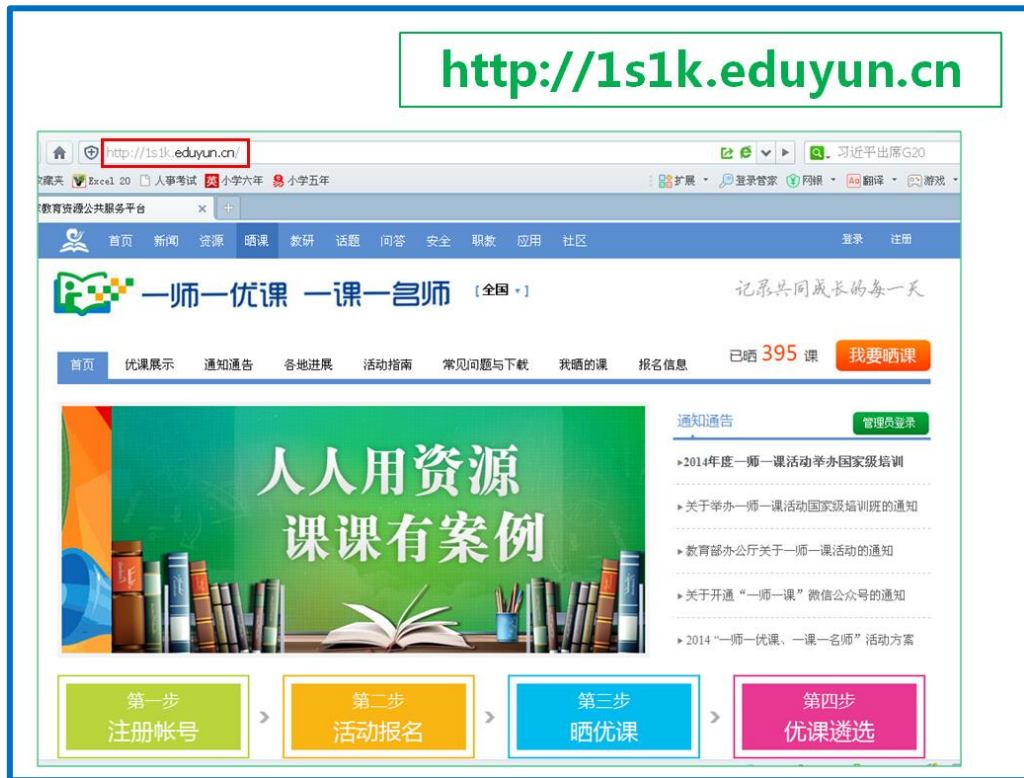 http://1s1k.eduyun.cn
http://1s1k.eduyun.cn/
习近平出席G20
收藏夹 Excel 20 人事考试 英 小学六年 小学五年 扩展 登录管家 网银 翻译 游戏
教育资源公共服务平台
首页 新闻 资源 晒课 教研 话题 问答 安全 职教 应用 社区 登录 注册
一师一优课 一课一名师 [全国]
记录共同成长的每一天
首页 优课展示 通知通告 各地进展 活动指南 常见问题与下载 我晒的课 报名信息
已晒 395 课 我要晒课
人人用资源
课课有案例
通知通告 管理员登录
2014年度一师一课活动举办国家级培训
关于举办一师一课活动国家级培训班的通知
教育部办公厅关于一师一课活动的通知
关于开通“一师一课”微信公众号的通知
2014“一师一优课、一课一名师”活动方案
第一步 第二步 第三步 第四步
注册帐号 活动报名 晒优课 优课遴选